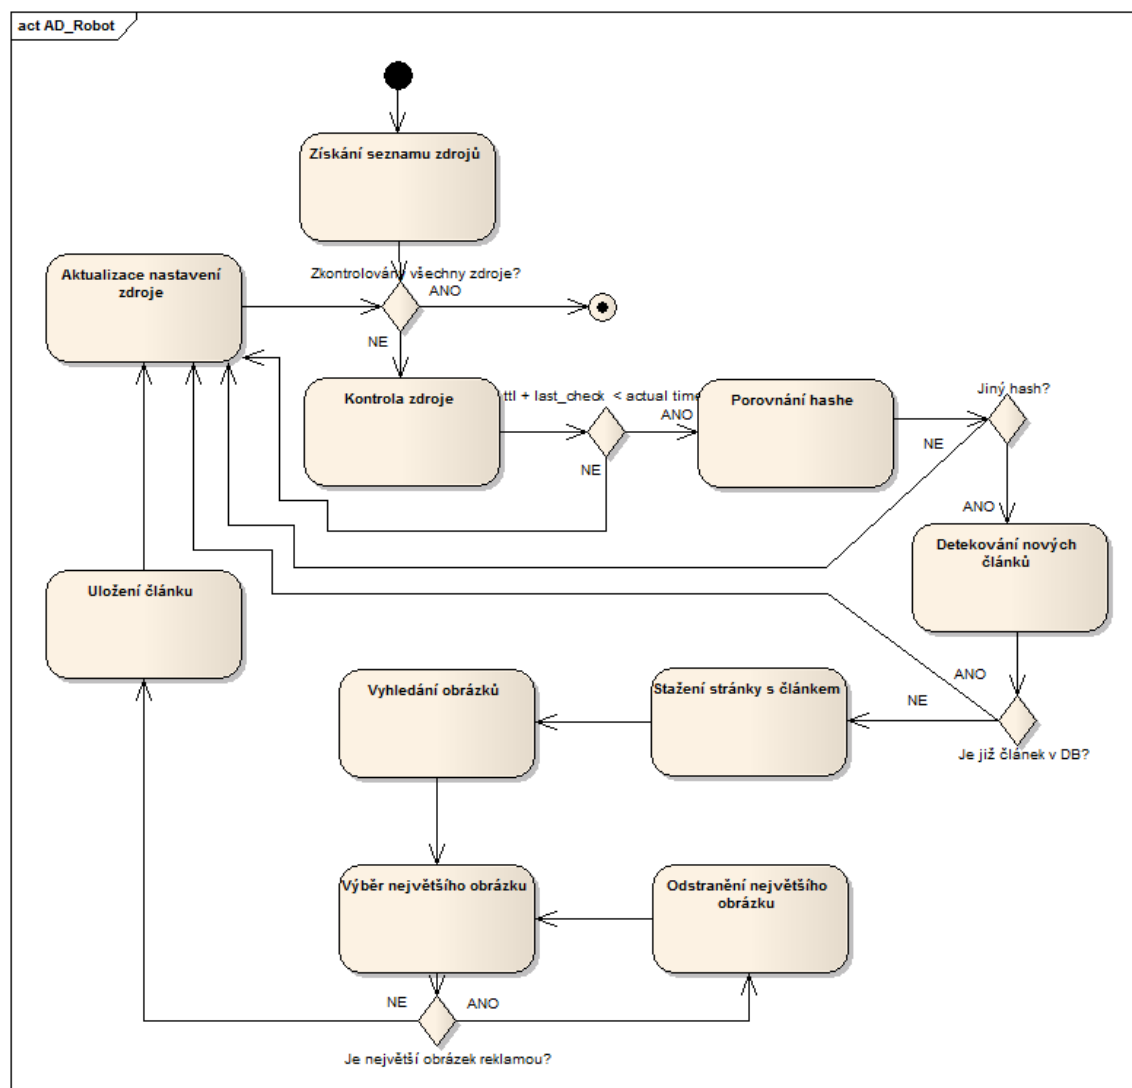 act AD_Robot
Získání seznamu zdrojů
Aktualizace nastavení
zdroje
Zkontrolovány všechny zdroje?
ANO
NE
Kontrola zdroje
ttl + last_check < actual time
ANO
NE
Porovnání hashe
Jiný hash?
NE
ANO
Detekování nových
článků
Uložení článku
Vyhledání obrázků
Stažení stránky s článkem
ANO
NE
Je již článek v DB?
Výběr největšího obrázku
Odstranění největšího
obrázku
NE
ANO
Je největší obrázek reklamou?